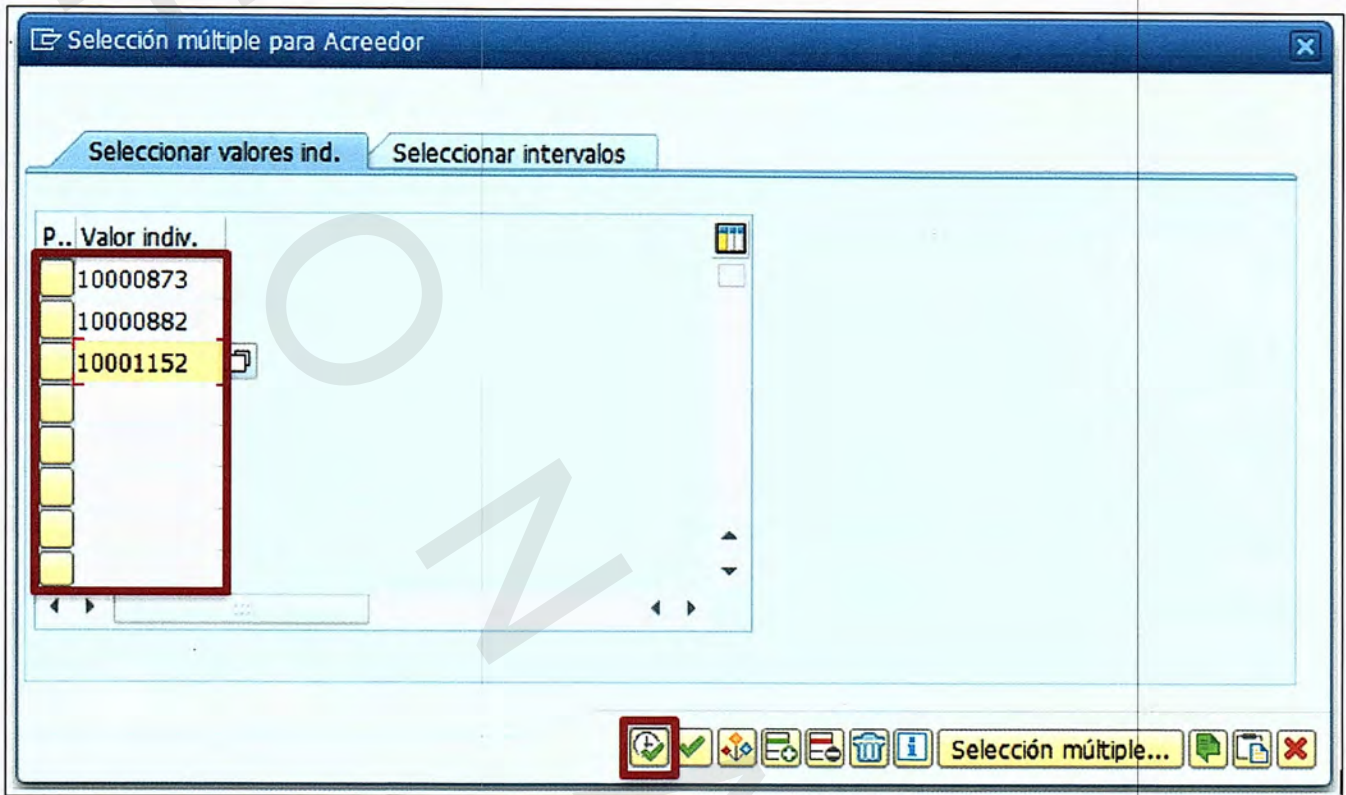 Selección múltiple para Acreedor
Seleccionar valores ind. Seleccionar intervalos
P.. Valor indiv.
10000873
10000882
10001152
Selección múltiple...